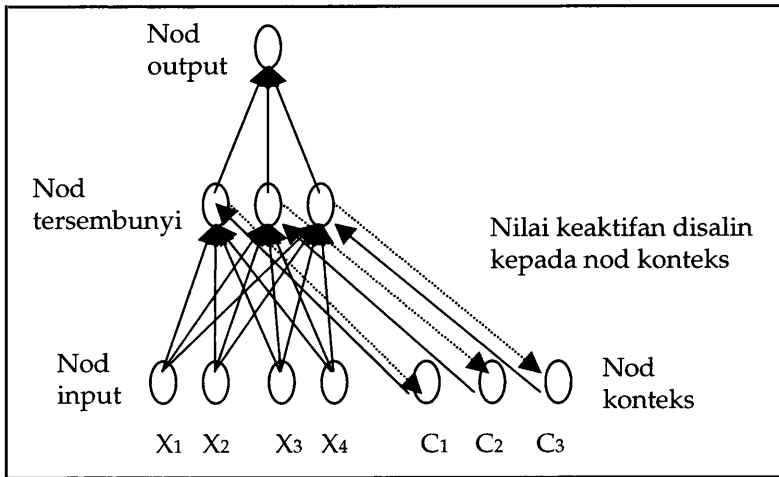 Nod
output
Nod
tersembunyi
Nilai keaktifan disalin
kepada nod konteks
Nod
input
Nod
konteks
X1 X2 X3 X4 C1 C2 C3